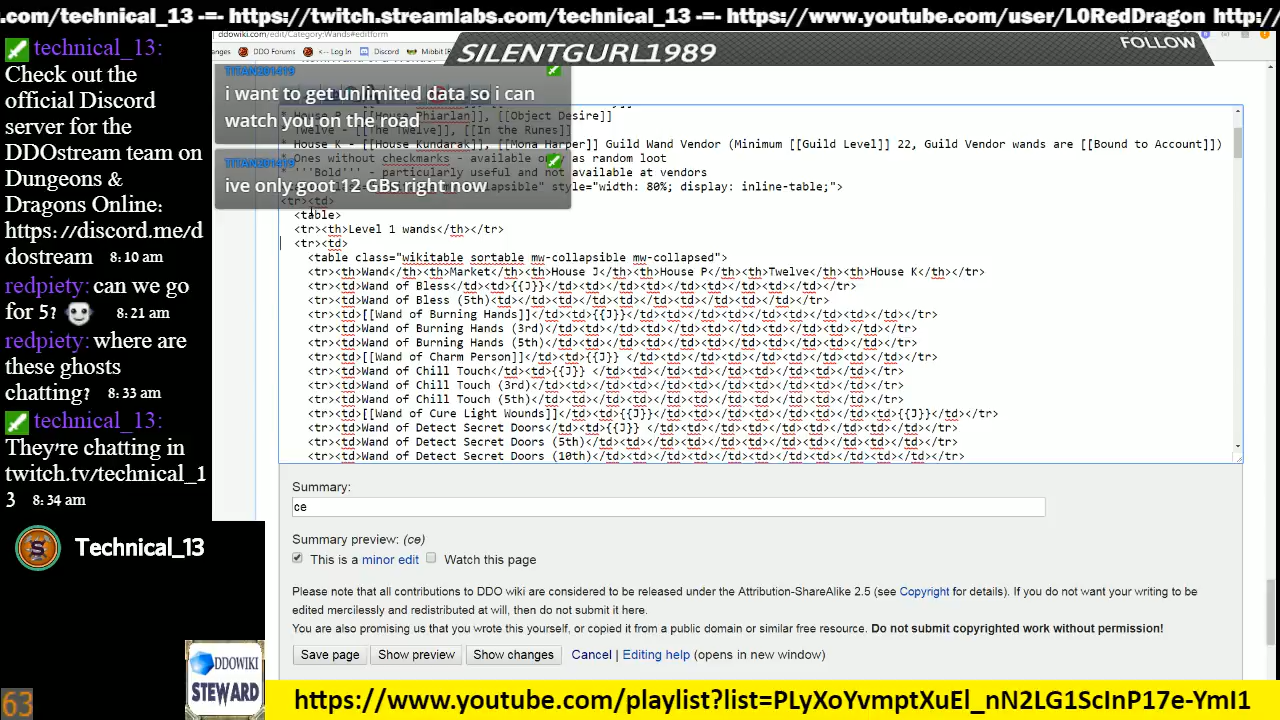 .com/technical_13 -=- https://twitch.streamlabs.com/technical_13 -=- https://www.youtube.com/user/L0RedDragon http:/
technical_13:
Check out the
official Discord
server for the
DDOstream team on
Dungeons &
Dragons Online:
https://discord.me/d
dostream 8:10 am
redpiety: can we go
for 5? 8:21 am
redpiety: where are
these ghosts
chatting? 8:33 am
technical_13:
They're chatting in
twitch.tv/technical_1
3 8:34 am
Technical_13
DDOWIKI
STEWARD
63
ddowiki.com/edit/Category:Wands#editform
anges DDO Forums <-- Log In Discord Mibbit
SILENTGURL1989
FOLLOW
TITAN201419
i want to get unlimited data so i can
watch you on the road
TITAN201419
ive only goot 12 GBs right now
[[House Phiarlan]], [[Object Desire]]
Twelve - [[The Twelve]], [[In the Runes]]
* House K - [[House Kundarak]], [[Mona Harper]] Guild Wand Vendor (Minimum [[Guild Level]] 22, Guild Vendor wands are [[Bound to Account]])
* Ones without checkmarks - available only as random loot
* '''Bold''' - particularly useful and not available at vendors
style="width: 80%; display: inline-table;">
<tr><td>
<table>
<tr><th>Level 1 wands</th></tr>
<tr><td>
<table class="wikitable sortable mw-collapsible mw-collapsed">
<tr><th>Wand</th><th>Market</th><th>House J</th><th>House P</th><th>Twelve</th><th>House K</th></tr>
<tr><td>Wand of Bless</td><td>{{J}}</td><td></td><td></td><td></td><td></td></tr>
<tr><td>Wand of Bless (5th)</td><td></td><td></td><td></td><td></td><td></td></tr>
<tr><td>[[Wand of Burning Hands]]</td><td>{{J}}</td><td></td><td></td><td></td><td></td></tr>
<tr><td>Wand of Burning Hands (3rd)</td><td></td><td></td><td></td><td></td><td></td></tr>
<tr><td>Wand of Burning Hands (5th)</td><td></td><td></td><td></td><td></td><td></td></tr>
<tr><td>[[Wand of Charm Person]]</td><td>{{J}} </td><td></td><td></td><td></td><td></td></tr>
<tr><td>Wand of Chill Touch</td><td>{{J}} </td><td></td><td></td><td></td><td></td></tr>
<tr><td>Wand of Chill Touch (3rd)</td><td></td><td></td><td></td><td></td><td></td></tr>
<tr><td>Wand of Chill Touch (5th)</td><td></td><td></td><td></td><td></td><td></td></tr>
<tr><td>[[Wand of Cure Light Wounds]]</td><td>{{J}}</td><td></td><td></td><td></td><td>{{J}}</td></tr>
<tr><td>Wand of Detect Secret Doors</td><td>{{J}} </td><td></td><td></td><td></td><td></td></tr>
<tr><td>Wand of Detect Secret Doors (5th)</td><td></td><td></td><td></td><td></td><td></td></tr>
<tr><td>Wand of Detect Secret Doors (10th)</td><td></td><td></td><td></td><td></td><td></td></tr>
Summary:
ce
Summary preview: (ce)
This is a minor edit Watch this page
Please note that all contributions to DDO wiki are considered to be released under the Attribution-ShareAlike 2.5 (see Copyright for details). If you do not want your writing to be
edited mercilessly and redistributed at will, then do not submit it here.
You are also promising us that you wrote this yourself, or copied it from a public domain or similar free resource. Do not submit copyrighted work without permission!
Save page Show preview Show changes Cancel | Editing help (opens in new window)
https://www.youtube.com/playlist?list=PLyXoYvmptXuEl_nN2LG1ScInP17e-YmI1